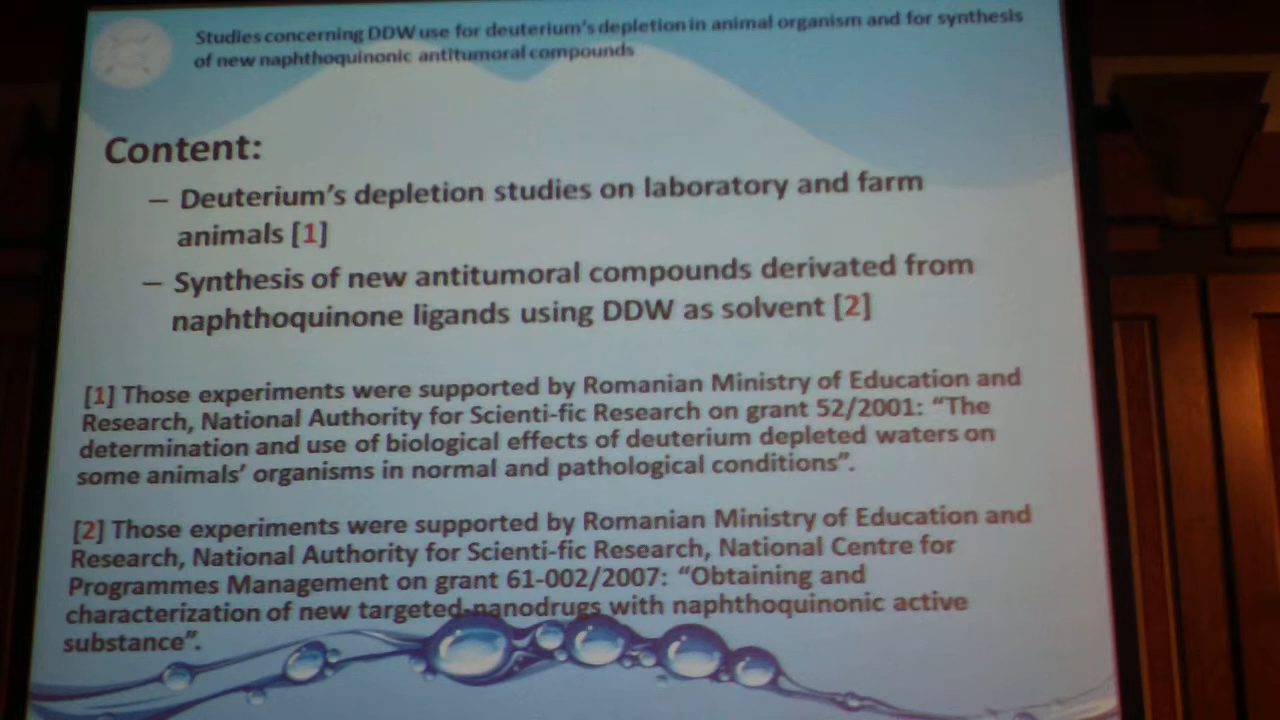 Studies concerning DDW use for deuterium's depletion in animal organism and for synthesis
of new naphthoquinonic antitumoral compounds
Content:
– Deuterium's depletion studies on laboratory and farm
animals [1]
– Synthesis of new antitumoral compounds derivated from
naphthoquinone ligands using DDW as solvent [2]
[1] Those experiments were supported by Romanian Ministry of Education and
Research, National Authority for Scienti-fic Research on grant 52/2001: “The
determination and use of biological effects of deuterium depleted waters on
some animals’ organisms in normal and pathological conditions”.
[2] Those experiments were supported by Romanian Ministry of Education and
Research, National Authority for Scienti-fic Research, National Centre for
Programmes Management on grant 61-002/2007: “Obtaining and
characterization of new targeted-nanodrugs with naphthoquinonic active
substance”.